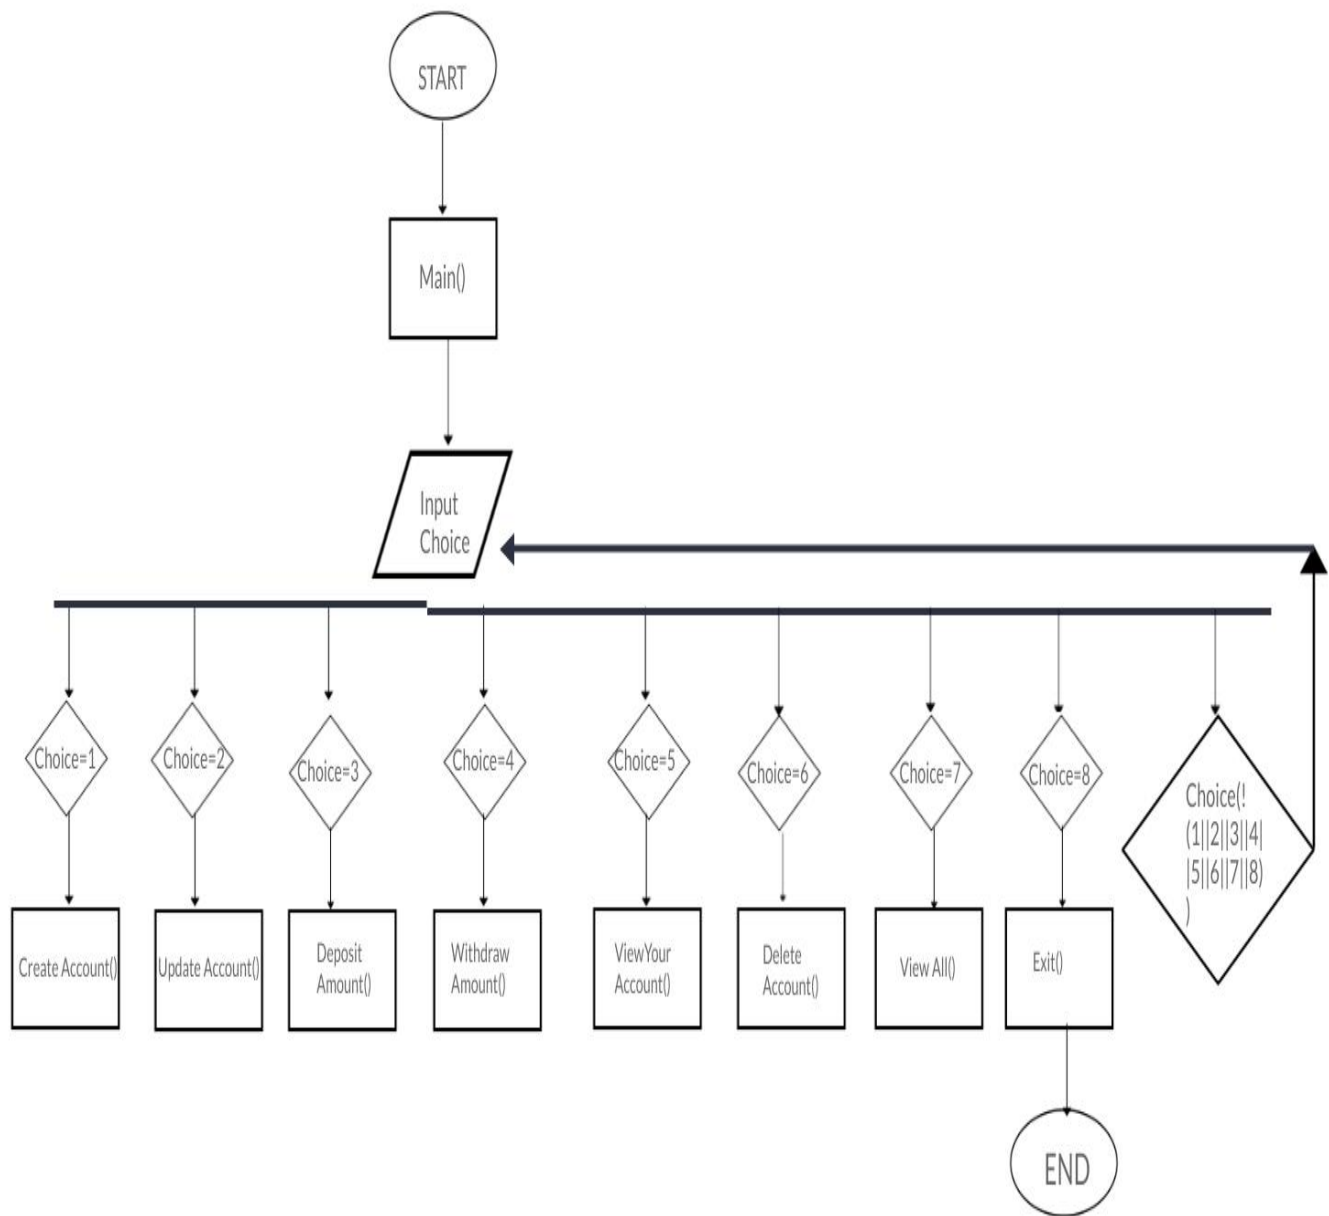 START
Main()
Input
Choice
Choice=1
Choice=2
Choice=3
Choice=4
Choice=5
Choice=6
Choice=7
Choice=8
Choice(!
(1||2||3||4|
|5||6||7||8)
)
Create Account()
Update Account()
Deposit
Amount()
Withdraw
Amount()
ViewYour
Account()
Delete
Account()
View All()
Exit()
END